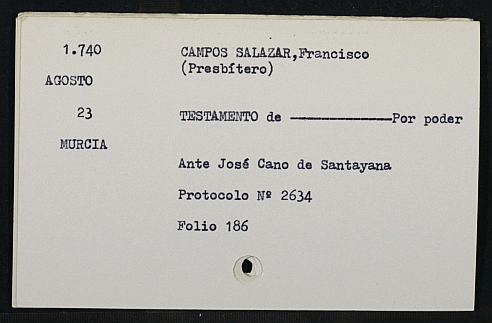 1.740
CAMPOS SALAZAR,Francisco
(Presbítero)
AGOSTO
23
TESTAMENTO de ——————Por poder
MURCIA
Ante José Cano de Santayana
Protocolo Nº 2634
Folio 186